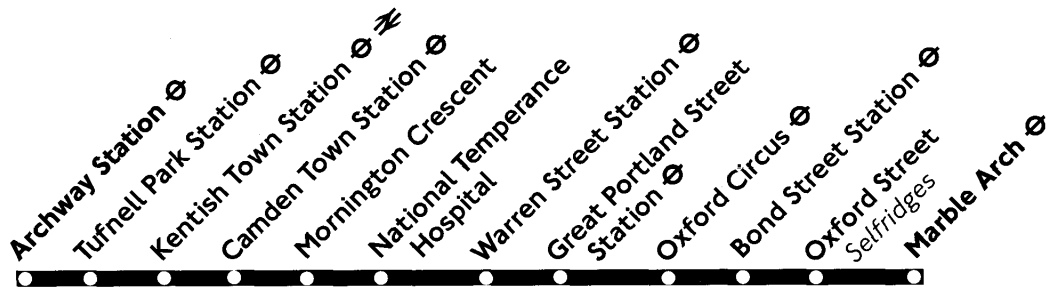 Archway Station
Tufnell Park Station
Kentish Town Station
Camden Town Station
Mornington Crescent
National Temperance
Hospital
Warren Street Station
Great Portland Street
Station
Oxford Circus
Bond Street Station
Oxford Street
Selfridges
Marble Arch